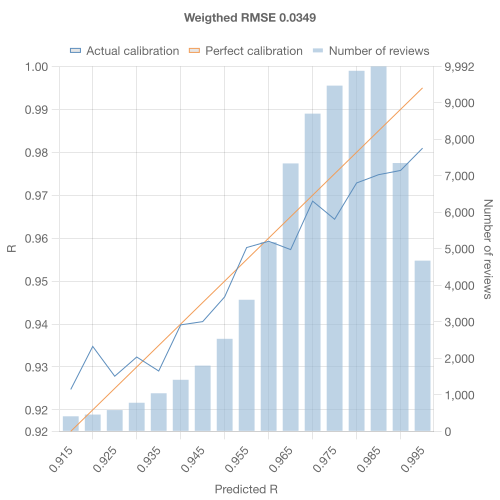 Weigthed RMSE 0.0349
Actual calibration Perfect calibration Number of reviews
1.00 9,992
0.99 9,000
0.98 8,000
0.97 7,000
0.96 6,000
0.95 5,000
0.94 4,000
0.93 3,000
0.92 2,000
0.92 1,000
0
R
Number of reviews
0.915 0.925 0.935 0.945 0.955 0.965 0.975 0.985 0.995
Predicted R